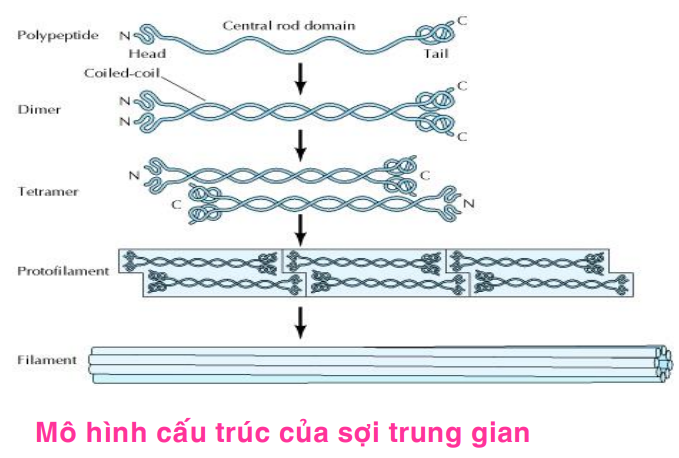 Polypeptide N Central rod domain C
Head Tail
Coiled-coil
C
N
Dimer
N
C
N C
Tetramer
C N
Protofilament
Filament
Mô hình cấu trúc của sợi trung gian